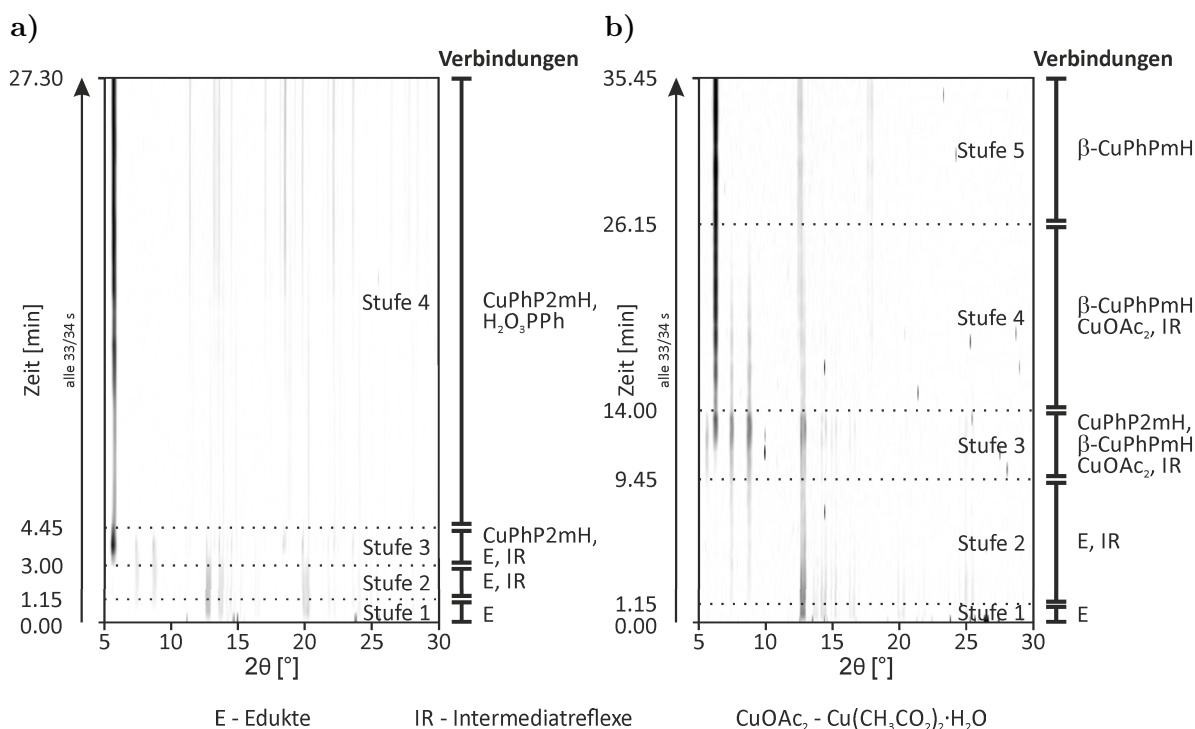 a)
Verbindungen
27.30
4.45
3.00
1.15
0.00
Zeit [min]
alle 33/34 s
Stufe 4
Stufe 3
Stufe 2
Stufe 1
CuPhP2mH,
H₂O₃PPh
CuPhP2mH,
E, IR
E, IR
E
5 10 15 20 25 30
2θ [°]
b)
Verbindungen
35.45
26.15
14.00
9.45
1.15
0.00
Zeit [min]
alle 33/34 s
Stufe 5
Stufe 4
Stufe 3
Stufe 2
Stufe 1
β-CuPhPmH
β-CuPhPmH
CuOAc₂, IR
CuPhP2mH,
β-CuPhPmH
CuOAc₂, IR
E, IR
E
5 10 15 20 25 30
2θ [°]
E - Edukte IR - Intermediatreflexe CuOAc₂ - Cu(CH₃CO₂)₂·H₂O